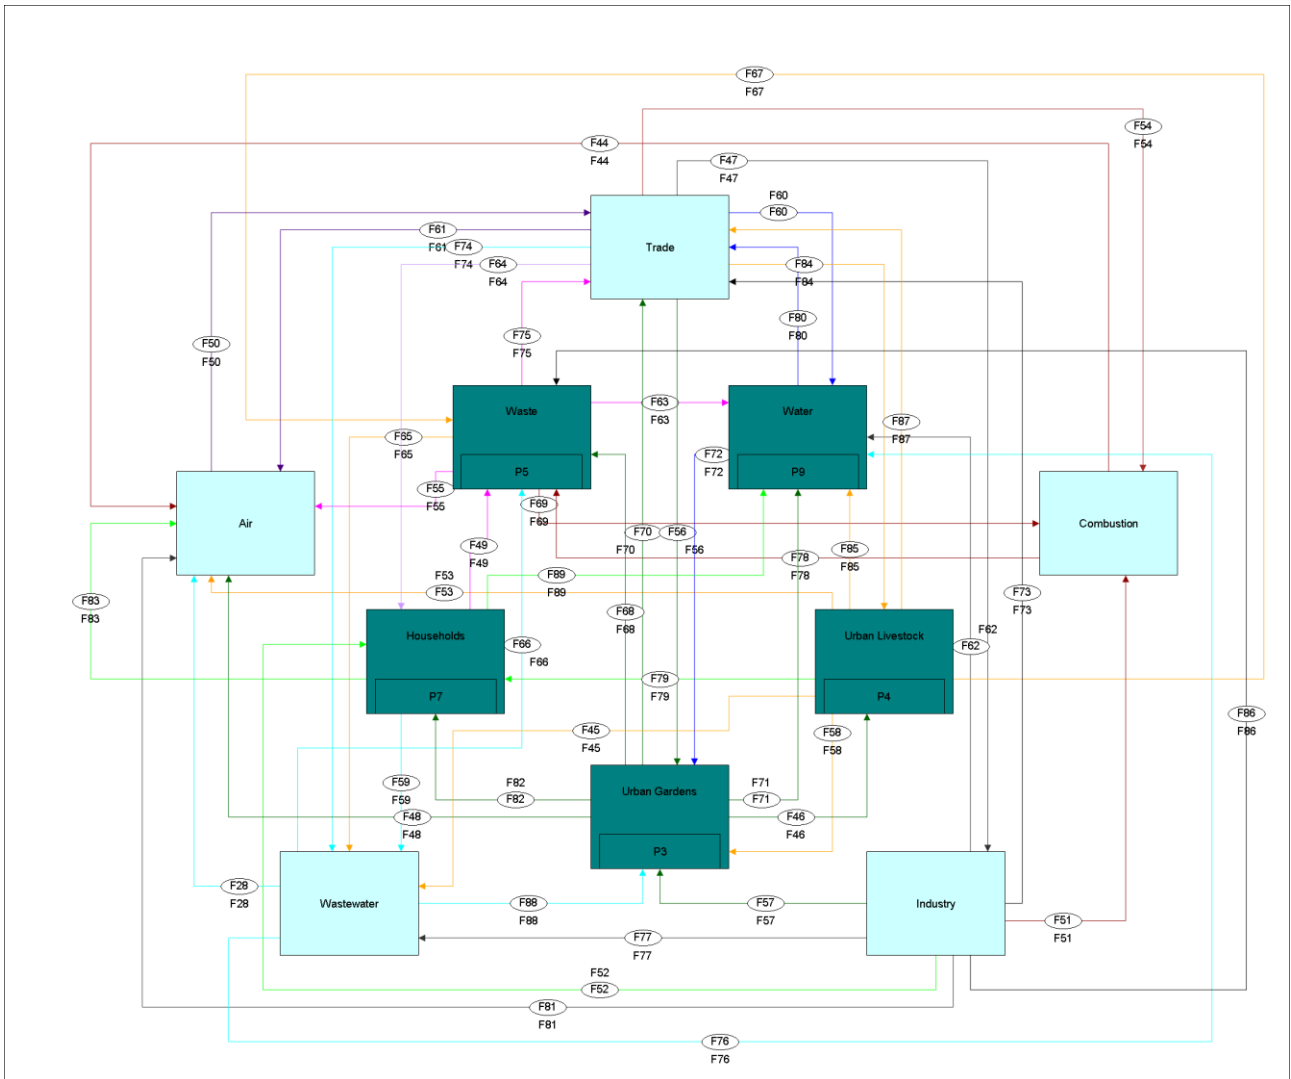 F67
F67
F54
F54
F44
F44
F47
F47
F60
F60
F61
F61
F74
F74
F64
F64
Trade
F84
F84
F80
F80
F75
F75
F50
F50
Waste
P5
F63
F63
Water
P9
F87
F87
F65
F65
F72
F72
F55
F55
F69
F69
Air
Combustion
F70
F70
F56
F56
F49
F49
F85
F85
F78
F78
F89
F89
F53
F53
F83
F83
F73
F73
F68
F68
Households
P7
F66
F66
Urban Livestock
P4
F62
F62
F79
F79
F86
F86
F45
F45
F58
F58
F59
F59
F82
F82
Urban Gardens
P3
F71
F71
F48
F48
F46
F46
F28
F28
Wastewater
F88
F88
F57
F57
Industry
F51
F51
F77
F77
F52
F52
F81
F81
F76
F76